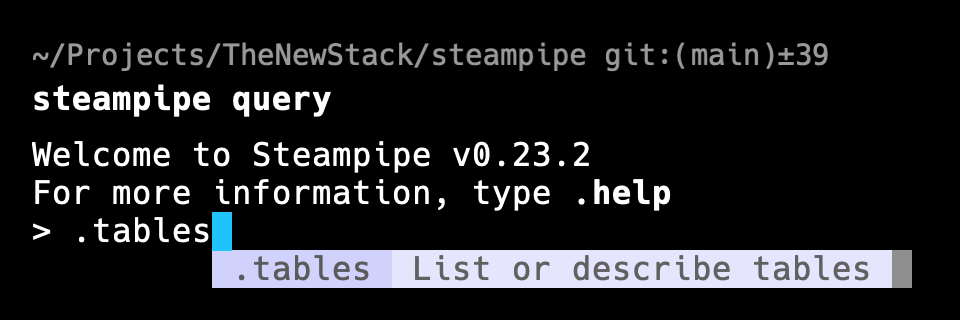 ~/Projects/TheNewStack/steampipe git:(main)±39
steampipe query
Welcome to Steampipe v0.23.2
For more information, type .help
> .tables
.tables List or describe tables